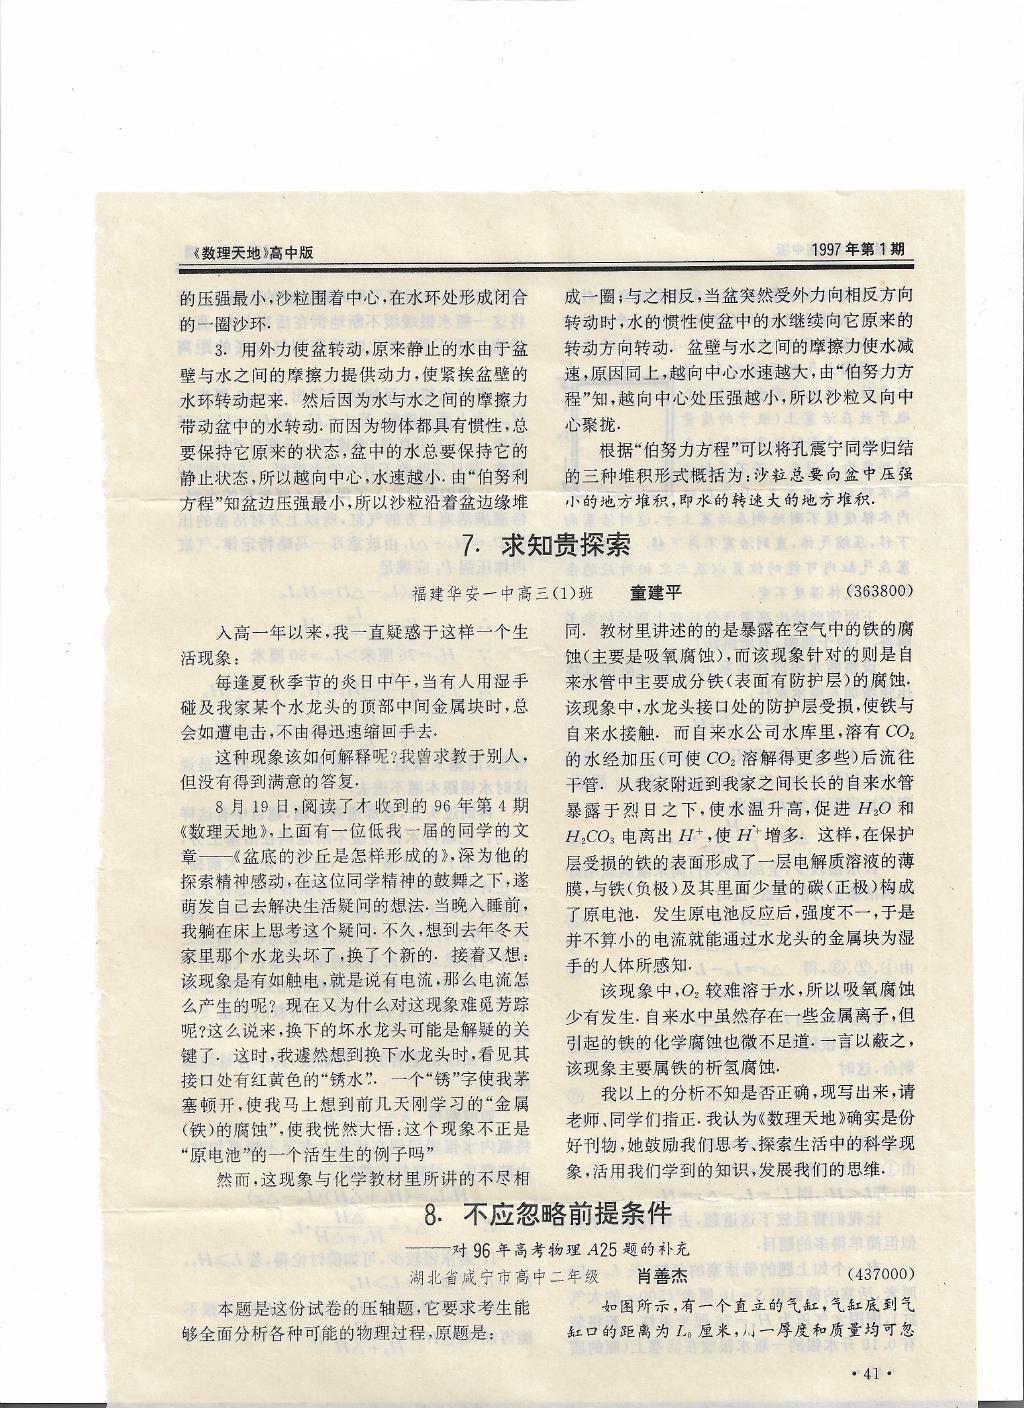 《数理天地》高中版
1997年第1期
的压强最小,沙粒围着中心,在水环处形成闭合
的一圈沙环.
3. 用外力使盆转动,原来静止的水由于盆
壁与水之间的摩擦力提供动力,使紧挨盆壁的
水环转动起来. 然后因为水与水之间的摩擦力
带动盆中的水转动.而因为物体都具有惯性,总
要保持它原来的状态,盆中的水总要保持它的
静止状态,所以越向中心,水速越小.由“伯努利
方程”知盆边压强最小,所以沙粒沿着盆边缘堆
成一圈;与之相反,当盆突然受外力向相反方向
转动时,水的惯性使盆中的水继续向它原来的
转动方向转动. 盆壁与水之间的摩擦力使水减
速,原因同上,越向中心水速越大,由“伯努力方
程”知,越向中心处压强越小,所以沙粒又向中
心聚拢.
根据“伯努力方程”可以将孔震宁同学归结
的三种堆积形式概括为:沙粒总要向盆中压强
小的地方堆积,即水的转速大的地方堆积.
7. 求知贵探索
福建华安一中高三(1)班 童建平 (363800)
入高一年以来,我一直疑惑于这样一个生
活现象:
每逢夏秋季节的炎日中午,当有人用湿手
碰及我家某个水龙头的顶部中间金属块时,总
会如遭电击,不由得迅速缩回手去.
这种现象该如何解释呢?我曾求教于别人,
但没有得到满意的答复.
8月19日,阅读了才收到的96年第4期
《数理天地》,上面有一位低我一届的同学的文
章——《盆底的沙丘是怎样形成的》,深为他的
探索精神感动,在这位同学精神的鼓舞之下,遂
萌发自己去解决生活疑问的想法.当晚入睡前,
我躺在床上思考这个疑问.不久,想到去年冬天
家里那个水龙头坏了,换了个新的. 接着又想:
该现象是有如触电,就是说有电流,那么电流怎
么产生的呢? 现在又为什么对这现象难觅芳踪
呢?这么说来,换下的坏水龙头可能是解疑的关
键了. 这时,我遽然想到换下水龙头时,看见其
接口处有红黄色的“锈水”. 一个“锈”字使我茅
塞顿开,使我马上想到前几天刚学习的“金属
(铁)的腐蚀”,使我恍然大悟:这个现象不正是
“原电池”的一个活生生的例子吗”
然而,这现象与化学教材里所讲的不尽相
同. 教材里讲述的的是暴露在空气中的铁的腐
蚀(主要是吸氧腐蚀),而该现象针对的则是自
来水管中主要成分铁(表面有防护层)的腐蚀.
该现象中,水龙头接口处的防护层受损,使铁与
自来水接触. 而自来水公司水库里,溶有CO₂
的水经加压(可使CO₂溶解得更多些)后流往
干管. 从我家附近到我家之间长长的自来水管
暴露于烈日之下,使水温升高,促进H₂O和
H₂CO₃电离出H⁺,使H⁺增多. 这样,在保护
层受损的铁的表面形成了一层电解质溶液的薄
膜,与铁(负极)及其里面少量的碳(正极)构成
了原电池. 发生原电池反应后,强度不一,于是
并不算小的电流就能通过水龙头的金属块为湿
手的人体所感知.
该现象中,O₂较难溶于水,所以吸氧腐蚀
少有发生.自来水中虽然存在一些金属离子,但
引起的铁的化学腐蚀也微不足道.一言以蔽之,
该现象主要属铁的析氢腐蚀.
我以上的分析不知是否正确,现写出来,请
老师、同学们指正.我认为《数理天地》确实是份
好刊物,她鼓励我们思考、探索生活中的科学现
象,活用我们学到的知识,发展我们的思维.
8. 不应忽略前提条件
——对96年高考物理A25题的补充
湖北省咸宁市高中二年级 肖善杰 (437000)
本题是这份试卷的压轴题,它要求考生能
够全面分析各种可能的物理过程,原题是:
如图所示,有一个直立的气缸,气缸底到气
缸口的距离为L₀厘米,用一厚度和质量均可忽
·41·